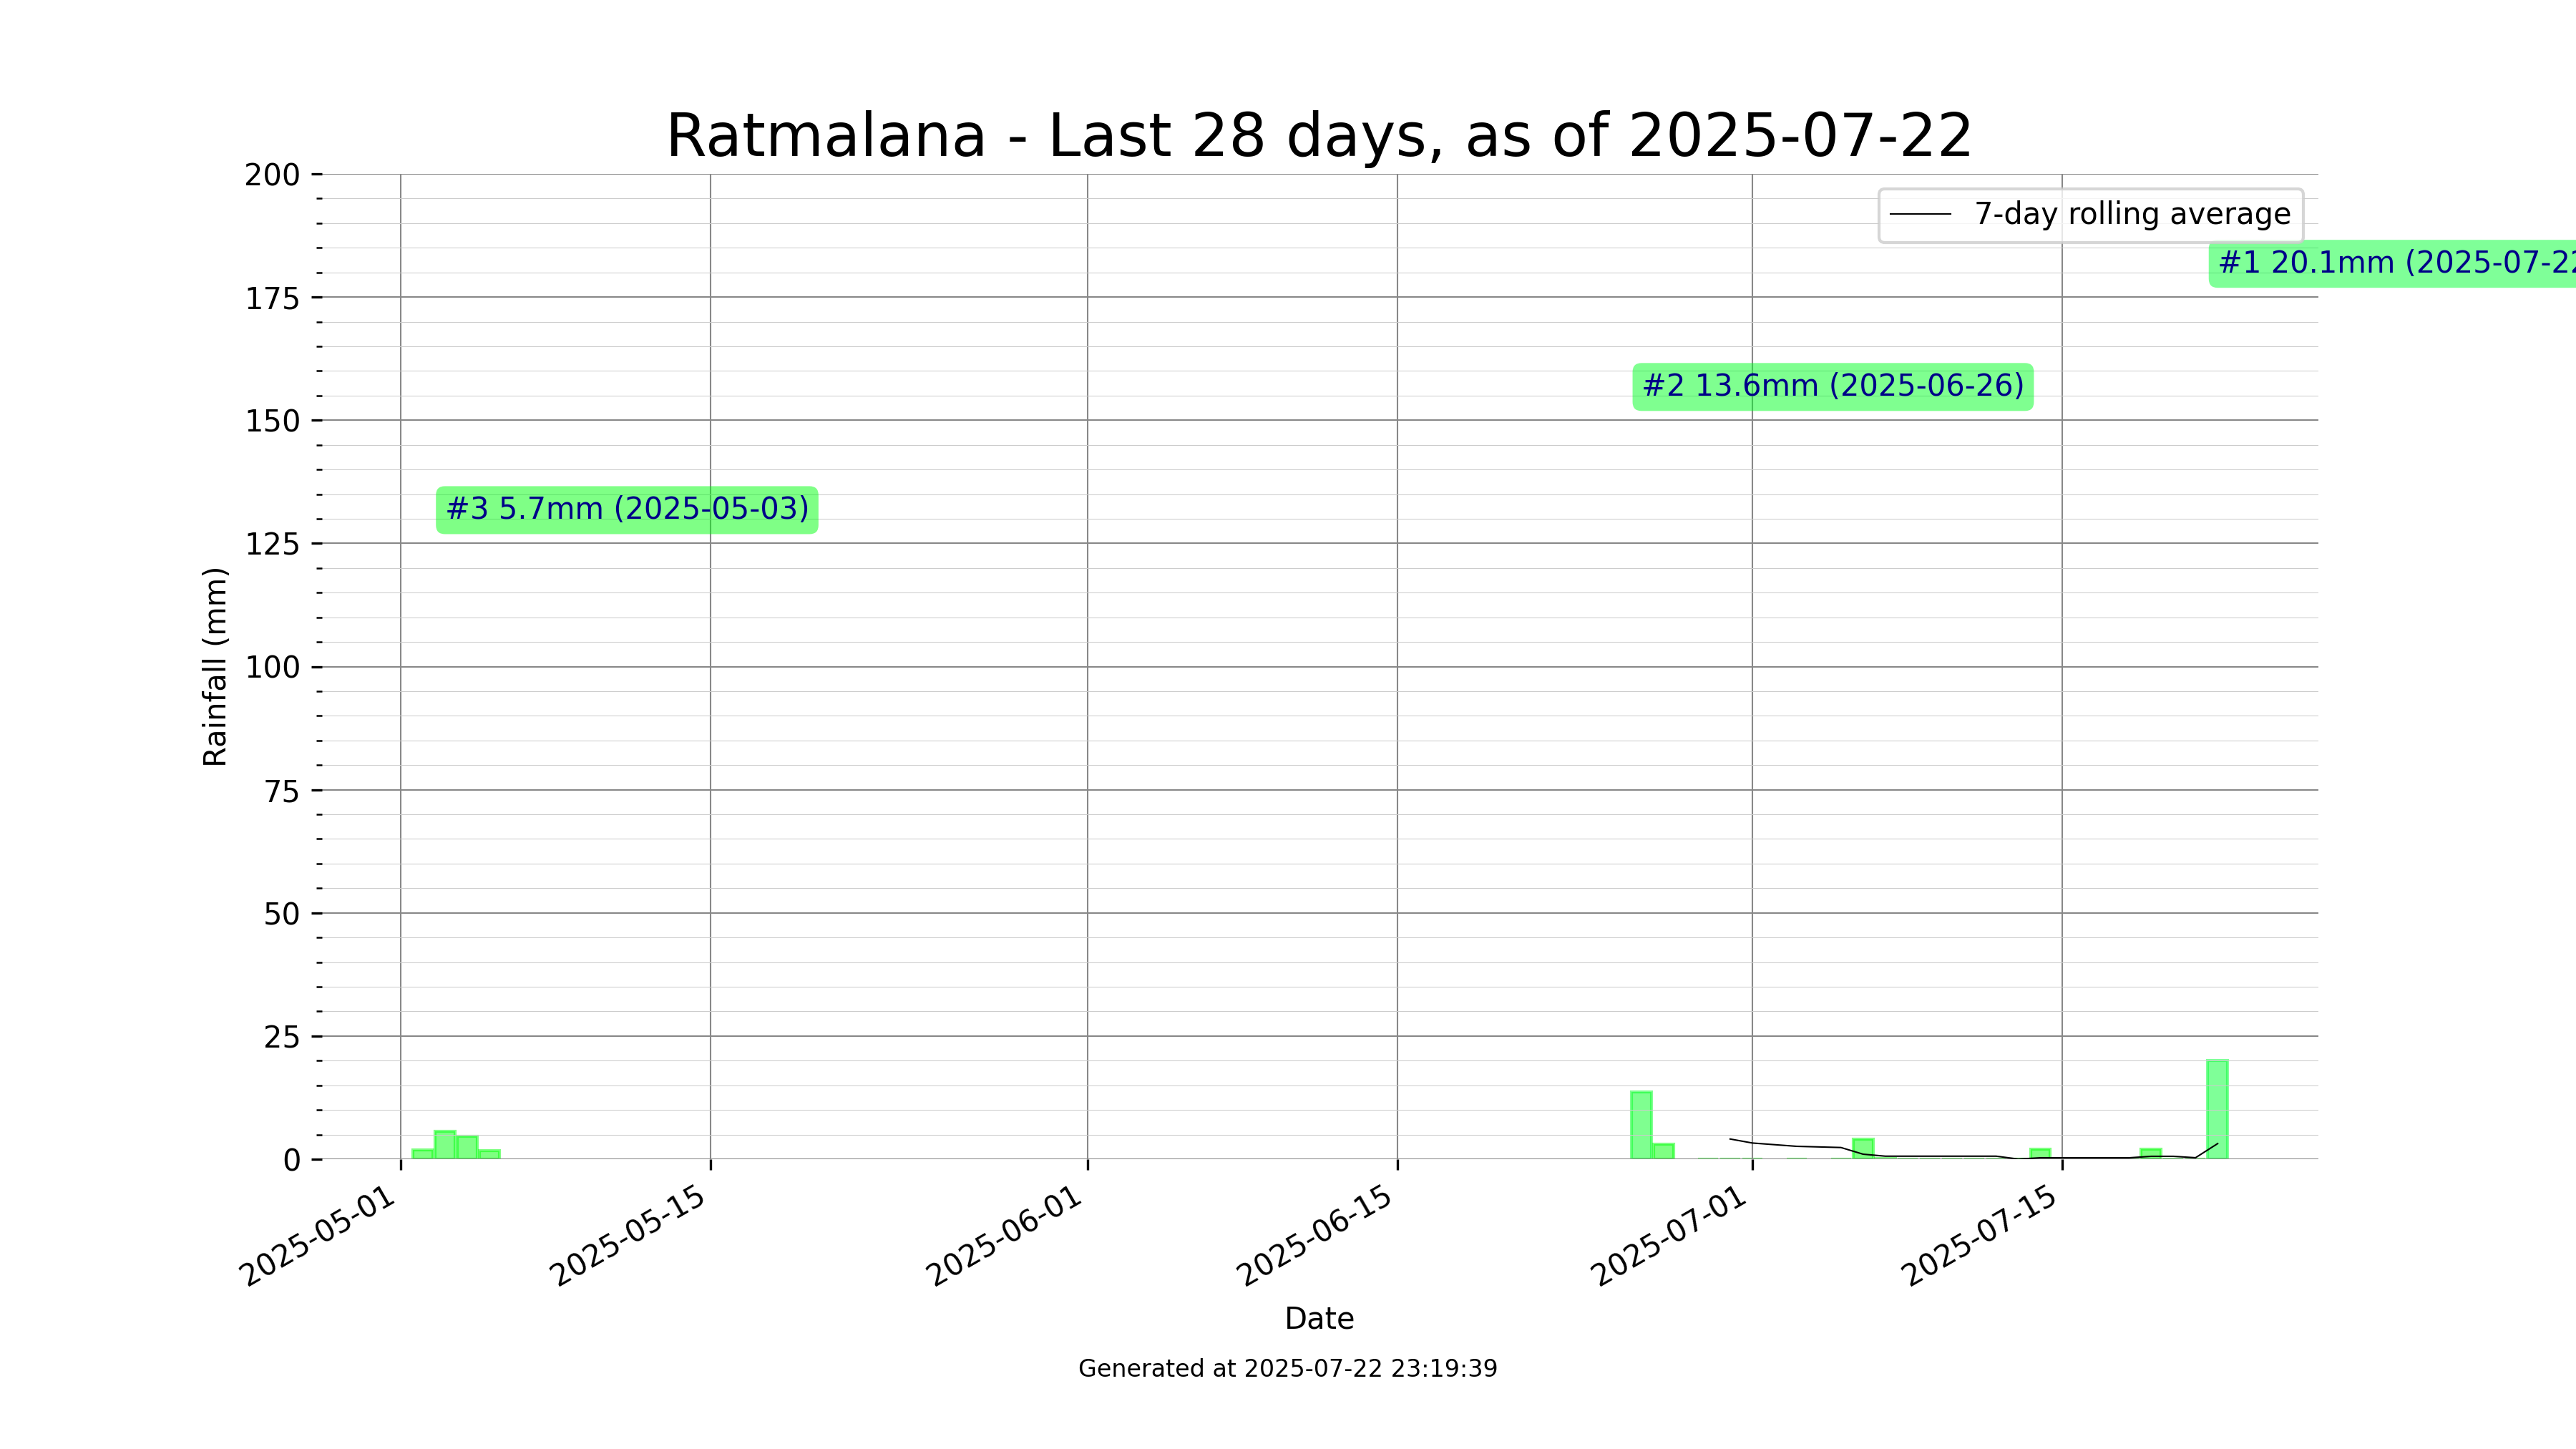 Ratmalana - Last 28 days, as of 2025-07-22
200
175
150
125
100
75
50
25
0
Rainfall (mm)
7-day rolling average
#1 20.1mm (2025-07-22
#2 13.6mm (2025-06-26)
#3 5.7mm (2025-05-03)
2025-05-01
2025-05-15
2025-06-01
2025-06-15
2025-07-01
2025-07-15
Date
Generated at 2025-07-22 23:19:39